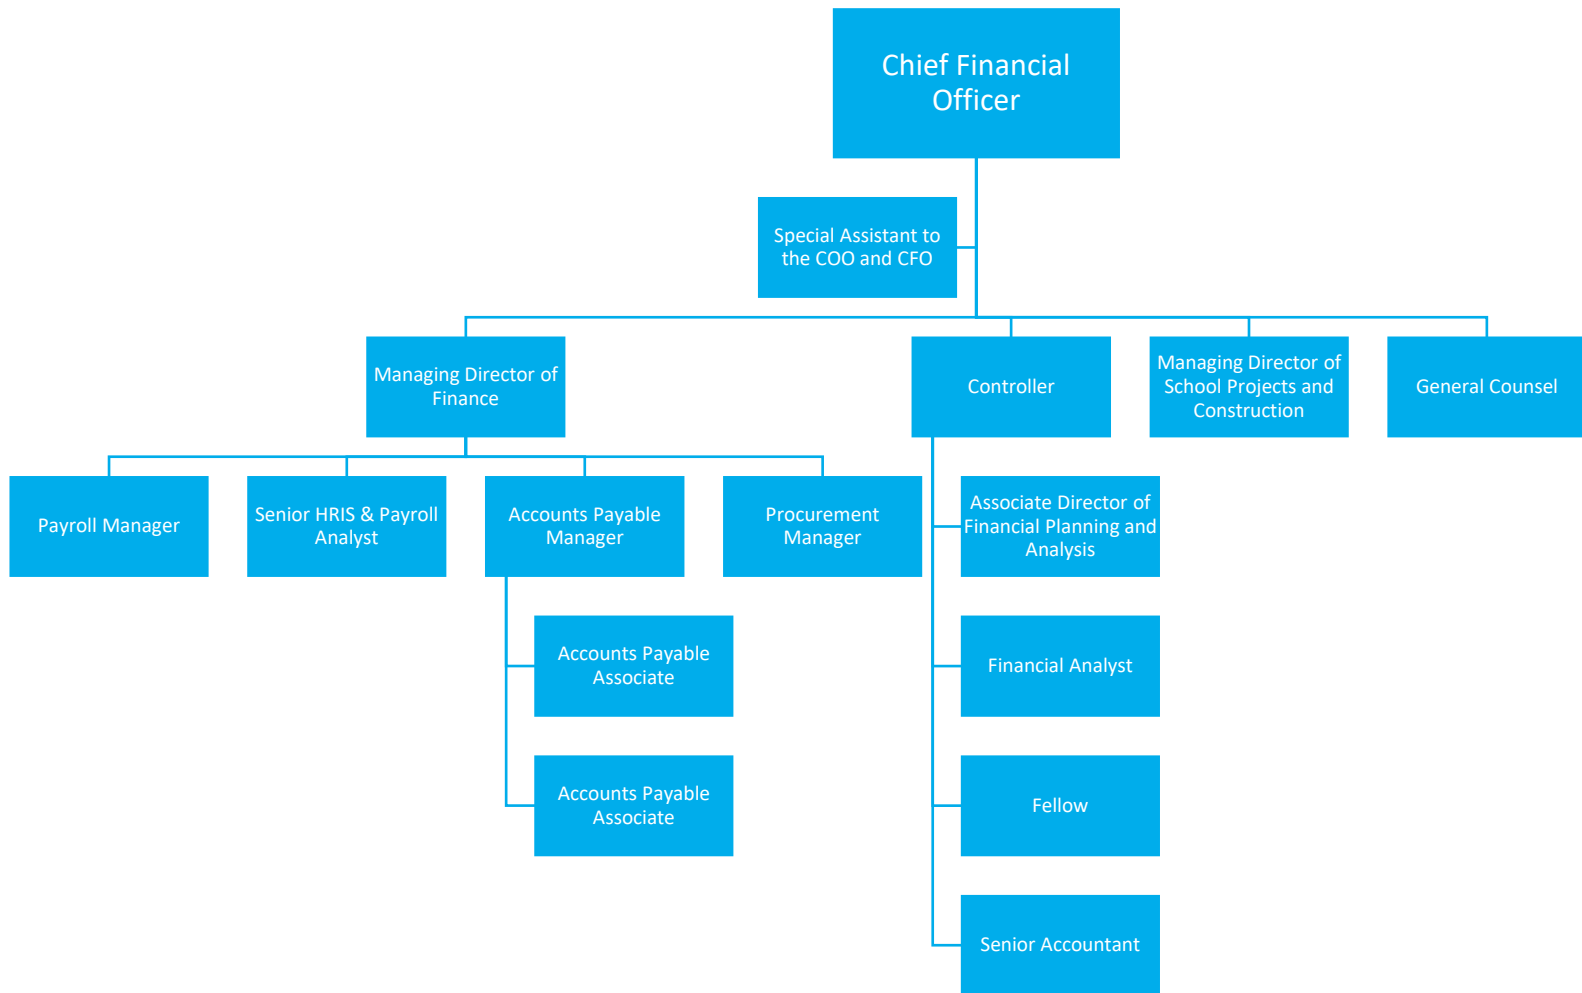 Chief Financial
Officer
Special Assistant to
the COO and CFO
Managing Director of
Finance
Controller
Managing Director of
School Projects and
Construction
General Counsel
Payroll Manager
Senior HRIS & Payroll
Analyst
Accounts Payable
Manager
Procurement
Manager
Associate Director of
Financial Planning and
Analysis
Accounts Payable
Associate
Financial Analyst
Accounts Payable
Associate
Fellow
Senior Accountant